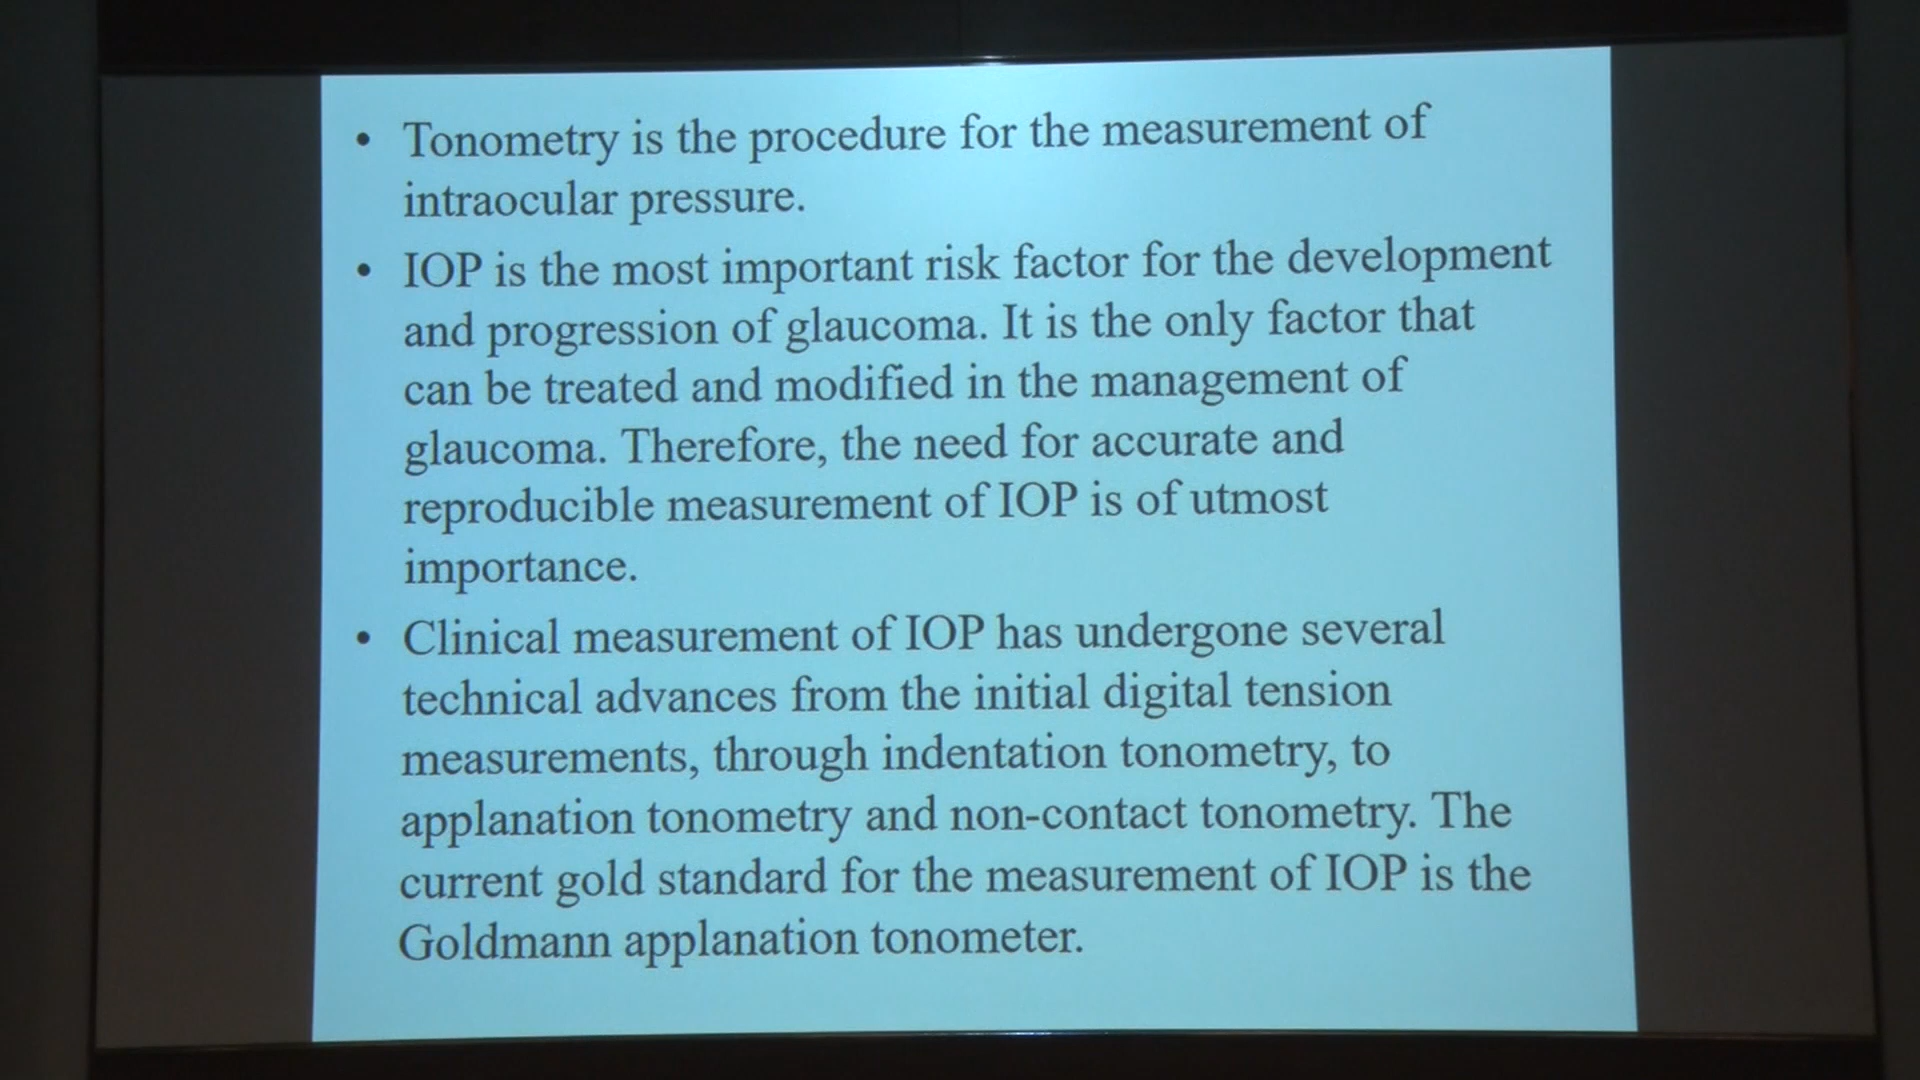 • Tonometry is the procedure for the measurement of
intraocular pressure.
• IOP is the most important risk factor for the development
and progression of glaucoma. It is the only factor that
can be treated and modified in the management of
glaucoma. Therefore, the need for accurate and
reproducible measurement of IOP is of utmost
importance.
• Clinical measurement of IOP has undergone several
technical advances from the initial digital tension
measurements, through indentation tonometry, to
applanation tonometry and non-contact tonometry. The
current gold standard for the measurement of IOP is the
Goldmann applanation tonometer.